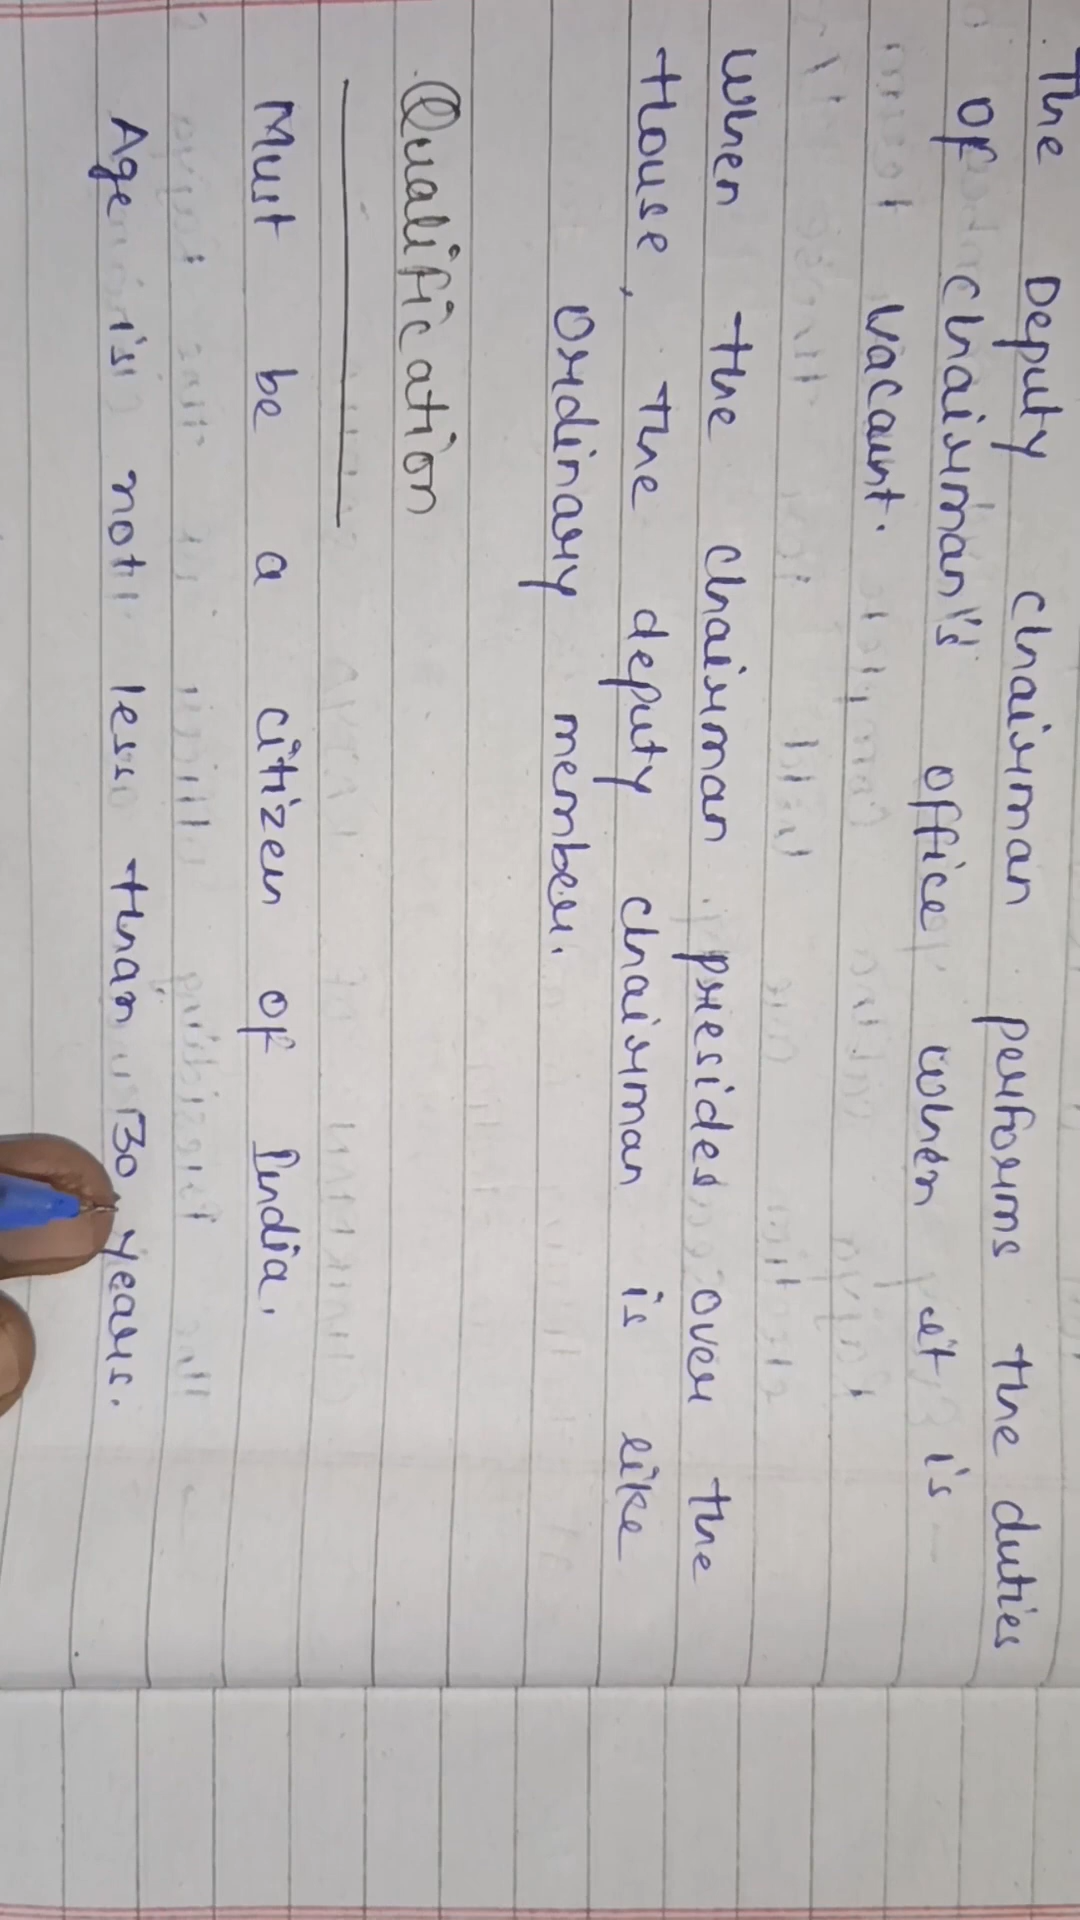 The Deputy Chairman performs the duties
of Chairman's office when it is
vacant.
When the chairman presides over the
House, the deputy chairman is like
Ordinary member.
Qualification
Must be a citizen of India.
Age is not less than 30 years.